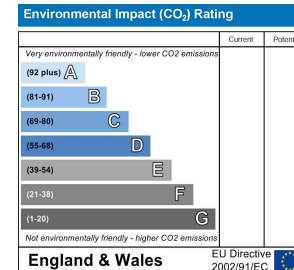 Environmental Impact (CO₂) Rating
Current Poten
Very environmentally friendly - lower CO2 emissions
(92 plus) A
(81-91) B
(69-80) C
(55-68) D
(39-54) E
(21-38) F
(1-20) G
Not environmentally friendly - higher CO2 emissions
England & Wales
EU Directive
2002/91/EC